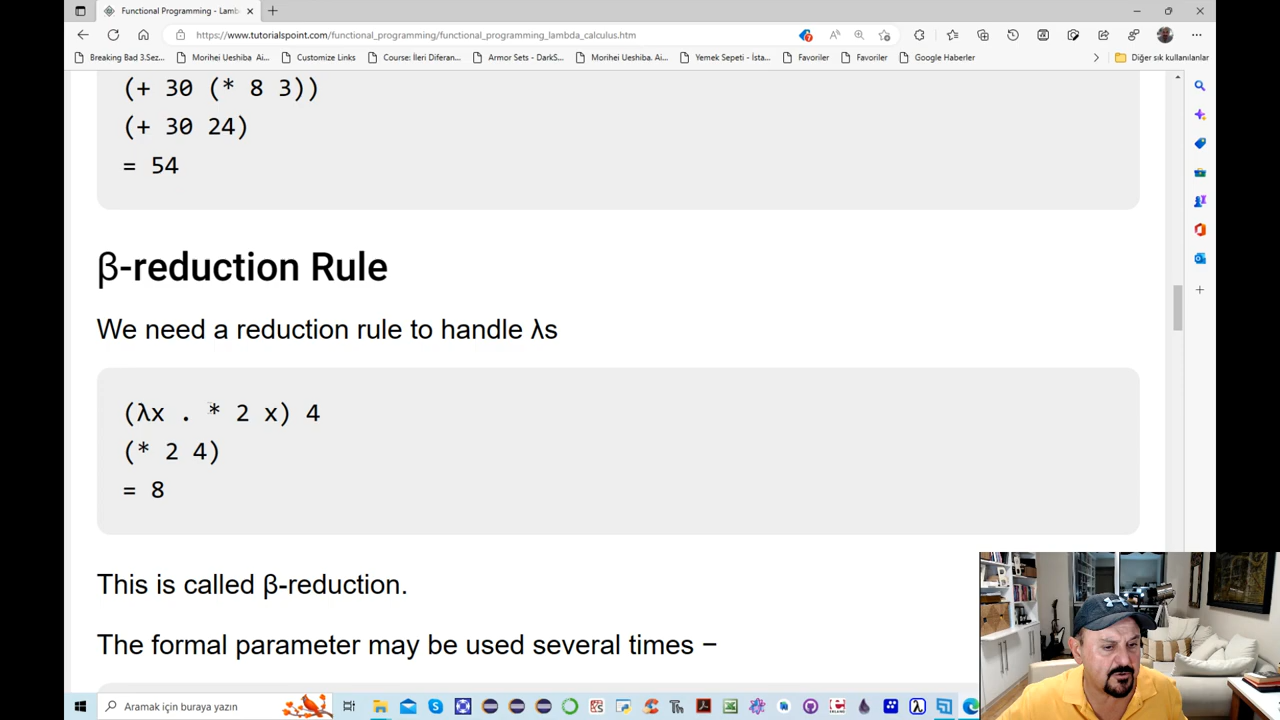 Functional Programming - Lamb
https://www.tutorialspoint.com/functional_programming/functional_programming_lambda_calculus.htm
Breaking Bad 3.Sez... Morihei Ueshiba Ai... Customize Links Course: İleri Diferan... Armor Sets - DarkS... Morihei Ueshiba. Ai... Yemek Sepeti - İsta... Favoriler Favoriler Google Haberler Diğer sık kullanılanlar
(+ 30 (* 8 3))
(+ 30 24)
= 54
β-reduction Rule
We need a reduction rule to handle λs
(λx . * 2 x) 4
(* 2 4)
= 8
This is called β-reduction.
The formal parameter may be used several times −
Aramak için buraya yazın